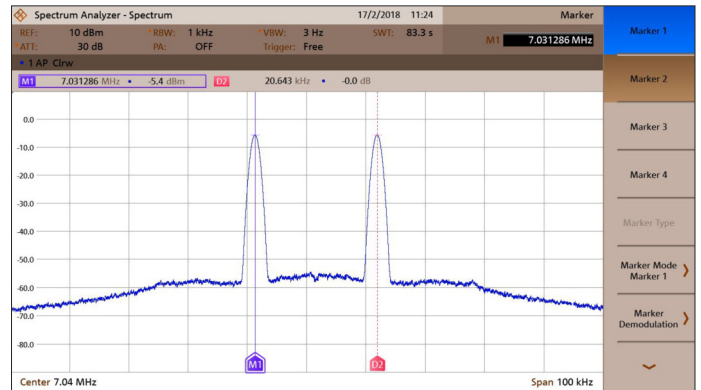 Spectrum Analyzer - Spectrum 17/2/2018 11:24 Marker
REF: 10 dBm *RBW: 1 kHz *VBW: 3 Hz SWT: 83.3 s
*ATT: 30 dB PA: OFF Trigger: Free
M1 7.031286 MHz
• 1 AP Clrw
M1 7.031286 MHz • -5.4 dBm D2 20.643 kHz • -0.0 dB
0.0
-10.0
-20.0
-30.0
-40.0
-50.0
-60.0
-70.0
-80.0
M1 D2
Center 7.04 MHz Span 100 kHz
Marker 1
Marker 2
Marker 3
Marker 4
Marker Type
Marker Mode
Marker 1
Marker
Demodulation